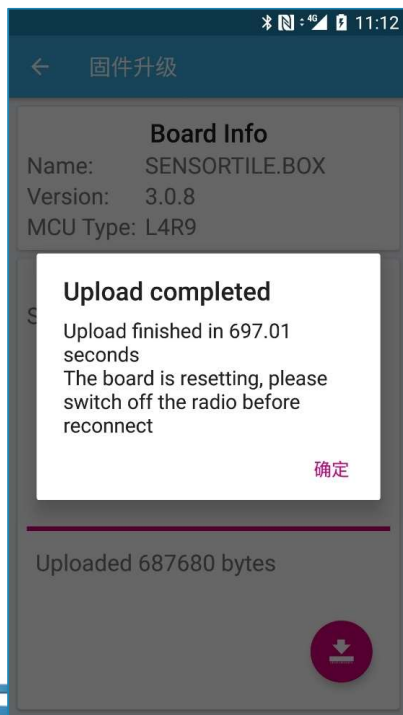 4G 11:12
固件升级
Board Info
Name: SENSORTILE.BOX
Version: 3.0.8
MCU Type: L4R9
S
Upload completed
Upload finished in 697.01
seconds
The board is resetting, please
switch off the radio before
reconnect
确定
Uploaded 687680 bytes